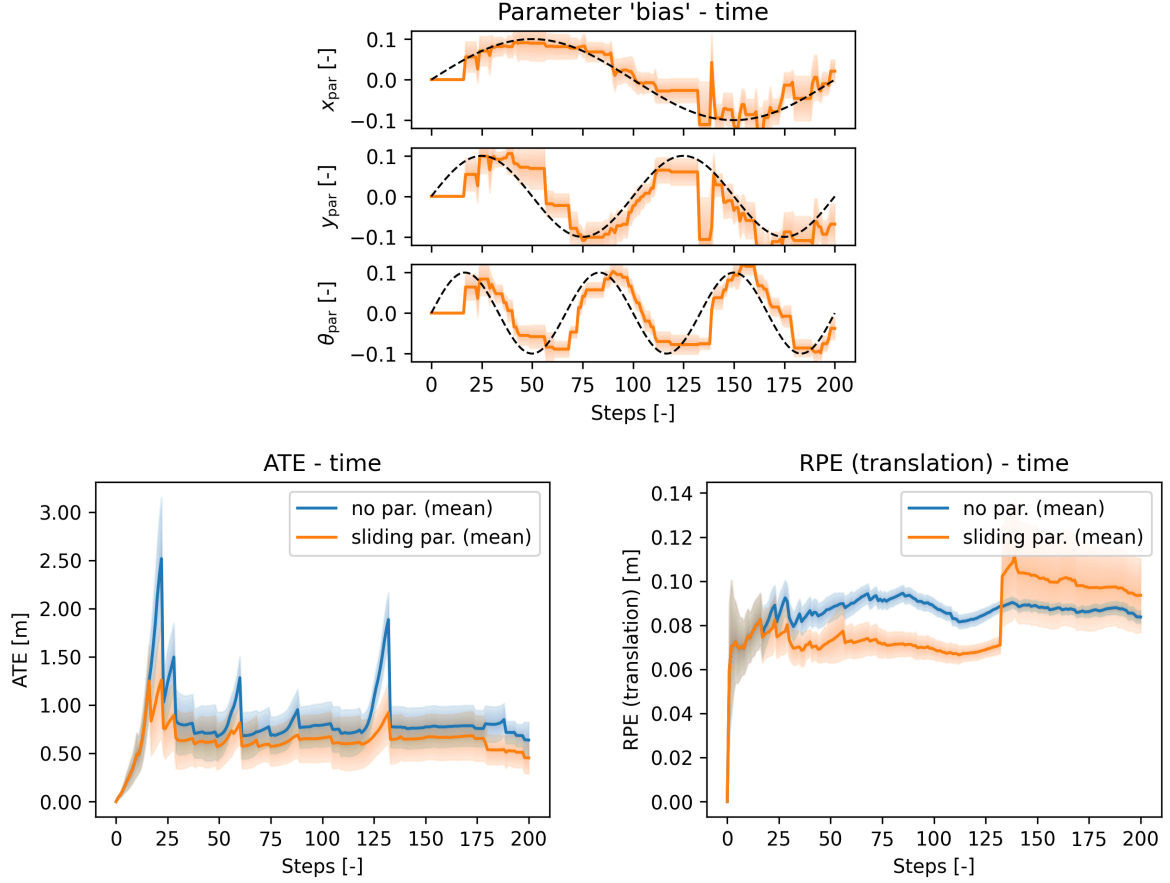 Parameter 'bias' - time
x_par [-]
0.1
0.0
−0.1
y_par [-]
0.1
0.0
−0.1
θ_par [-]
0.1
0.0
−0.1
0 25 50 75 100 125 150 175 200
Steps [-]
ATE - time
ATE [m]
3.00
2.50
2.00
1.50
1.00
0.50
0.00
no par. (mean)
sliding par. (mean)
0 25 50 75 100 125 150 175 200
Steps [-]
RPE (translation) - time
RPE (translation) [m]
0.14
0.12
0.10
0.08
0.06
0.04
0.02
0.00
no par. (mean)
sliding par. (mean)
0 25 50 75 100 125 150 175 200
Steps [-]